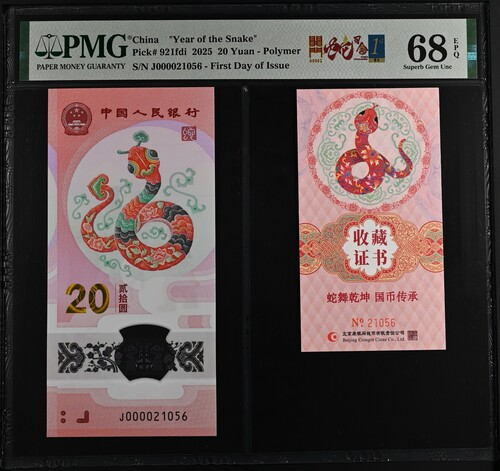 PMG
PAPER MONEY GUARANTY
China "Year of the Snake"
Pick# 921fdi 2025 20 Yuan - Polymer
S/N J000021056 - First Day of Issue
68 EPQ
Superb Gem Unc
中国人民银行
20
贰拾圆
J000021056
收藏
证书
蛇舞乾坤 国币传承
No 21056